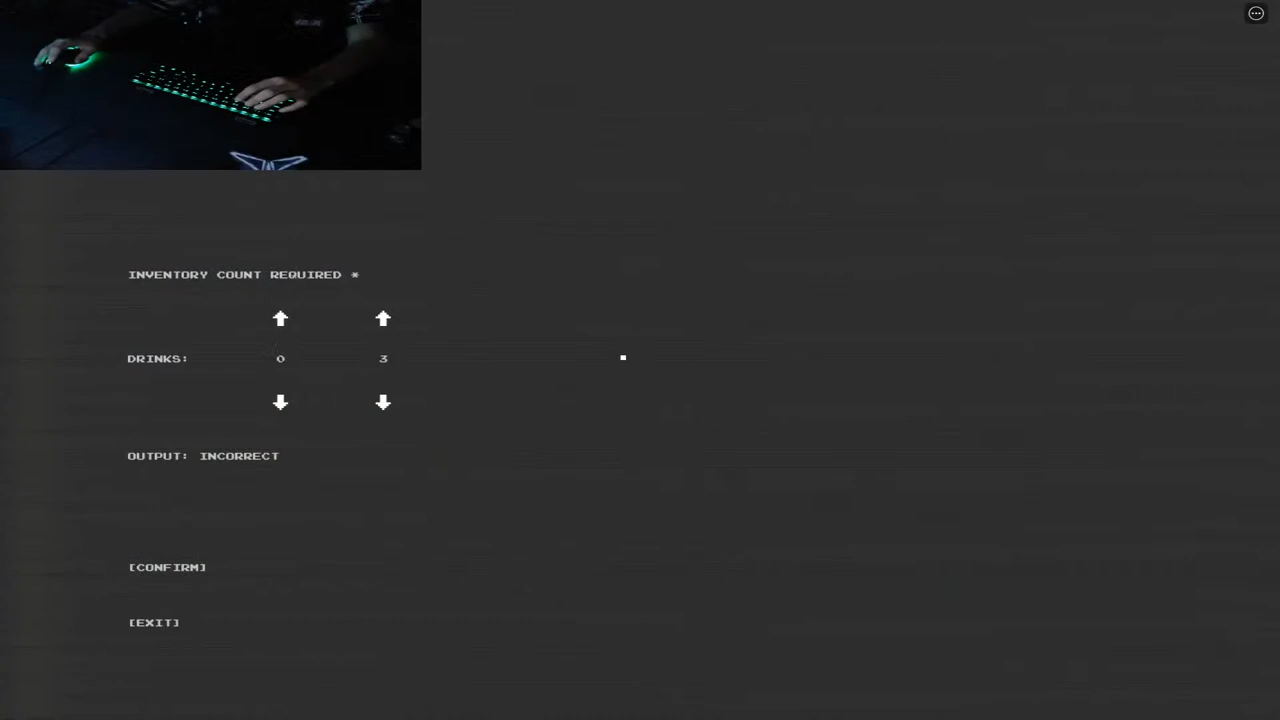 INVENTORY COUNT REQUIRED *
DRINKS: 0 3
OUTPUT: INCORRECT
[CONFIRM]
[EXIT]